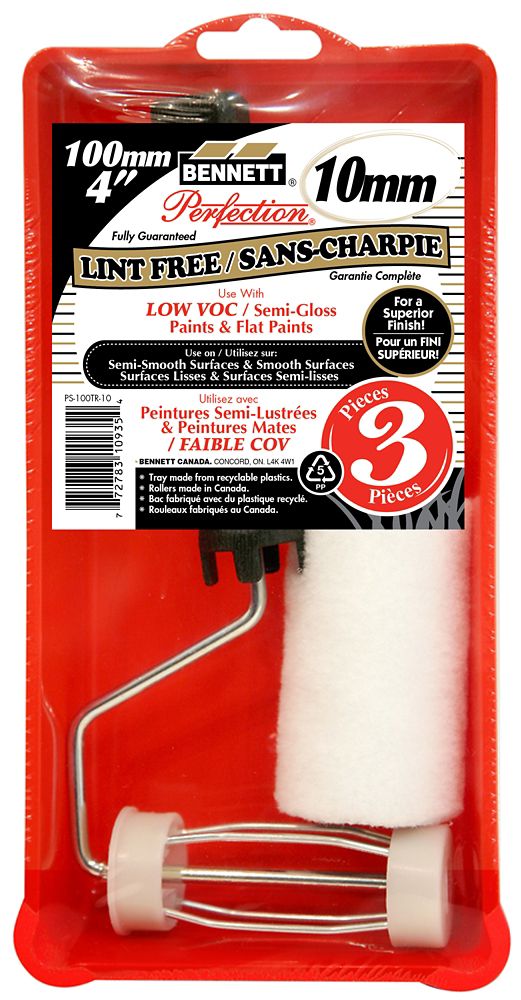 100mm
4"
BENNETT®
10mm
Perfection®
Fully Guaranteed
LINT FREE / SANS-CHARPIE
Garantie Complète
Use With
LOW VOC / Semi-Gloss
Paints & Flat Paints
For a
Superior
Finish!
Pour un FINI
SUPÉRIEUR!
Use on / Utilisez sur:
Semi-Smooth Surfaces & Smooth Surfaces
Surfaces Lisses & Surfaces Semi-lisses
PS-100TR-10
7 72783 10935 4
Utilisez avec
Peintures Semi-Lustrées
& Peintures Mates
/ FAIBLE COV
Pieces
3
Pièces
BENNETT CANADA. CONCORD, ON. L4K 4W1
* Tray made from recyclable plastics.
* Rollers made in Canada.
* Bac fabriqué avec du plastique recyclé.
* Rouleaux fabriqués au Canada.
5
PP